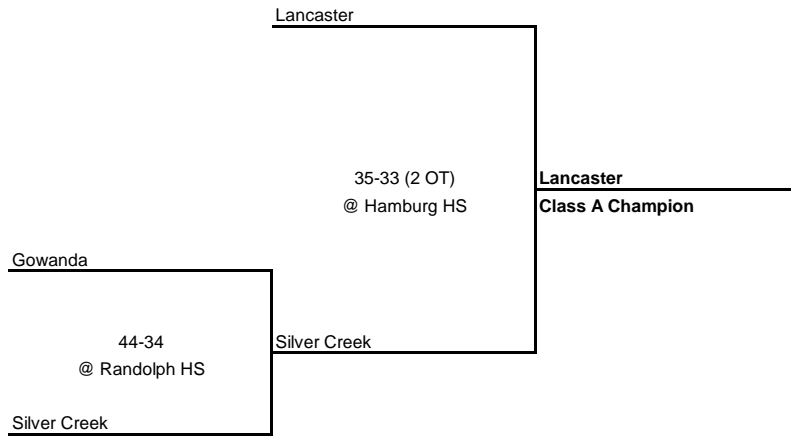 Lancaster
35-33 (2 OT)
@ Hamburg HS
Lancaster
Class A Champion
Gowanda
44-34
@ Randolph HS
Silver Creek
Silver Creek